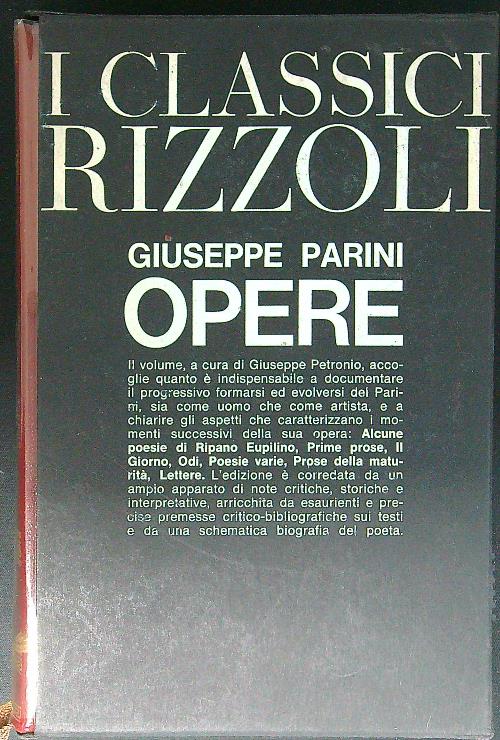 I CLASSICI
RIZZOLI
GIUSEPPE PARINI
OPERE
Il volume, a cura di Giuseppe Petronio, acco-
glie quanto è indispensabile a documentare
il progressivo formarsi ed evolversi del Pari-
ni, sia come uomo che come artista, e a
chiarire gli aspetti che caratterizzano i mo-
menti successivi della sua opera: Alcune
poesie di Ripano Eupilino, Prime prose, Il
Giorno, Odi, Poesie varie, Prose della matu-
rità, Lettere. L'edizione è corredata da un
ampio apparato di note critiche, storiche e
interpretative, arricchita da esaurienti e pre-
cise premesse critico-bibliografiche sui testi
e da una schematica biografia del poeta.